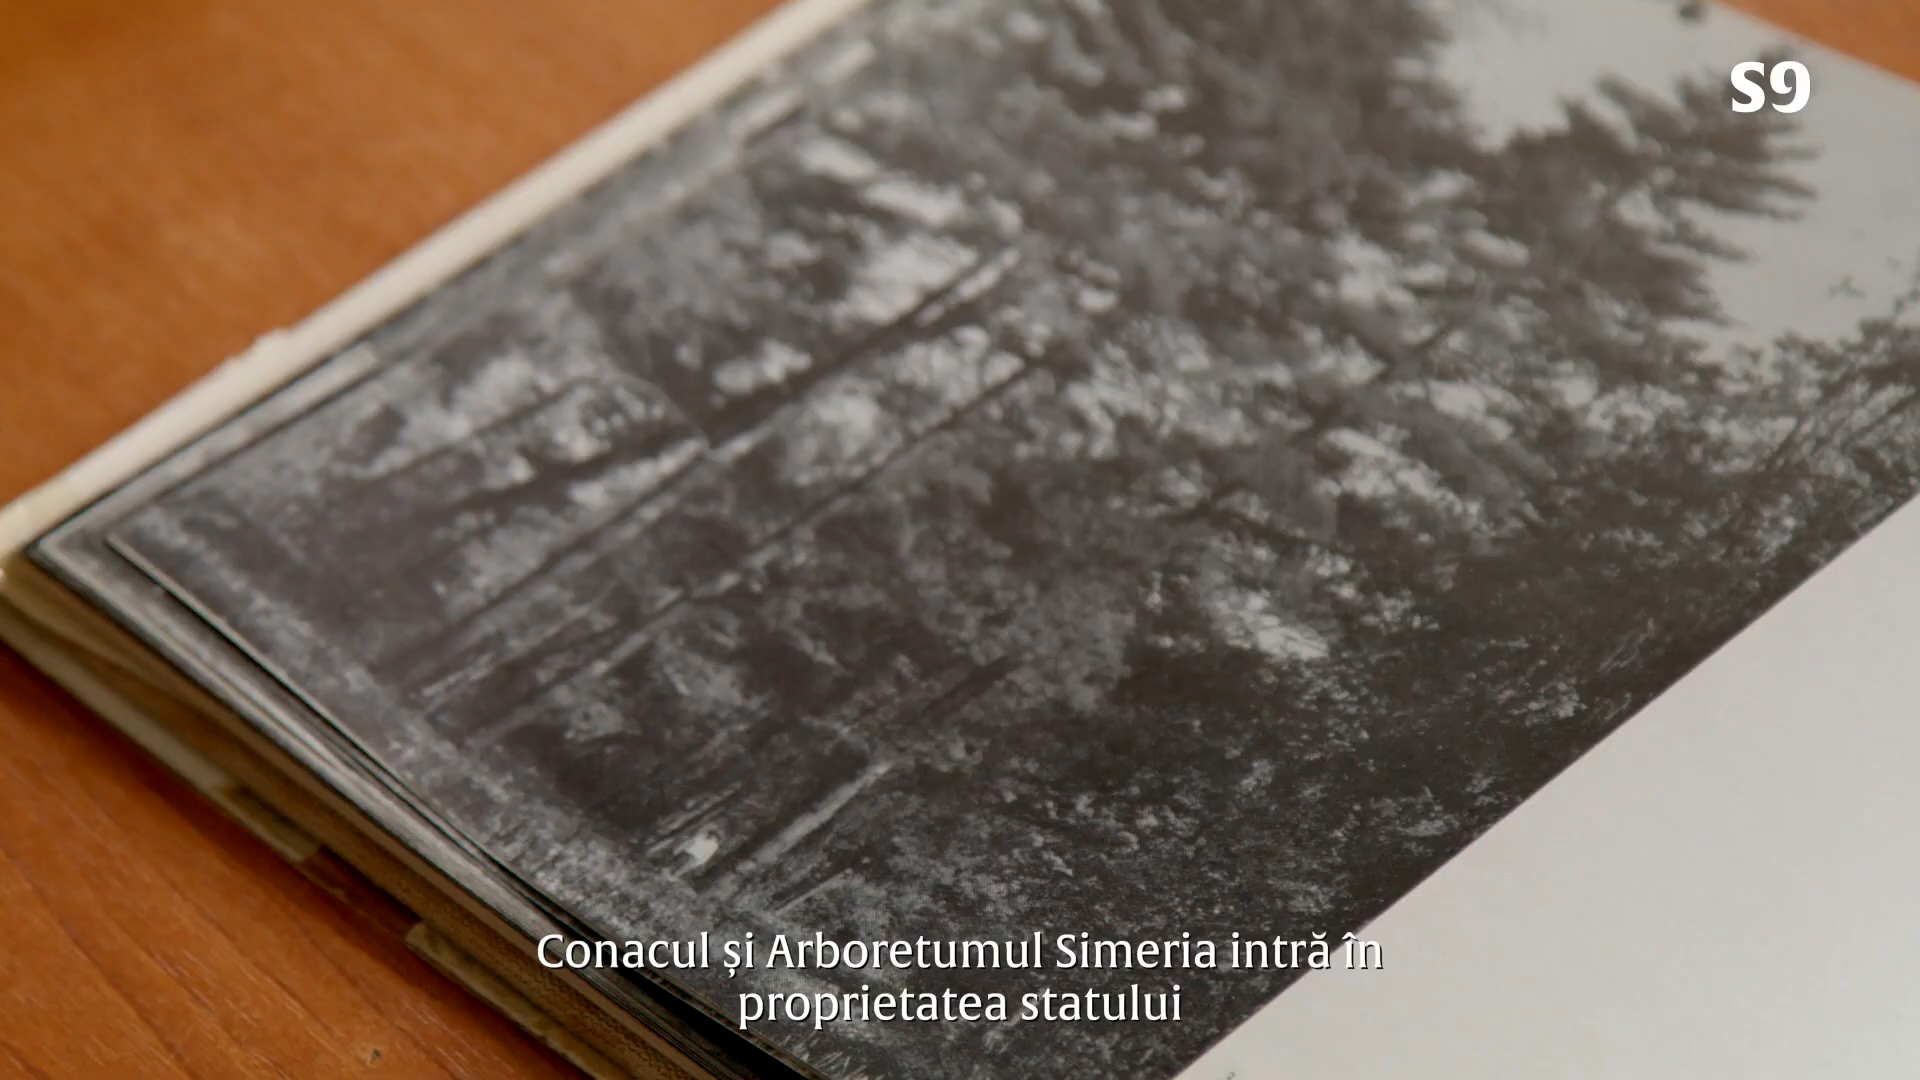 S9
Conacul și Arboretumul Simeria intră în
proprietatea statului